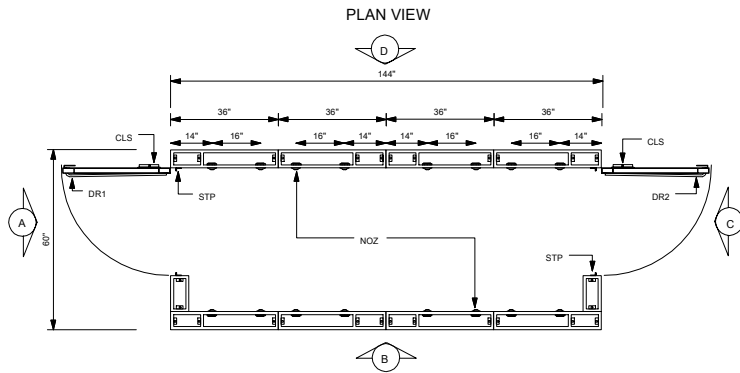 PLAN VIEW
D
144"
36" 36" 36" 36"
CLS 14" 16" 16" 14" 14" 16" 16" 14" CLS
DR1 STP DR2
A 60" NOZ C
STP
B